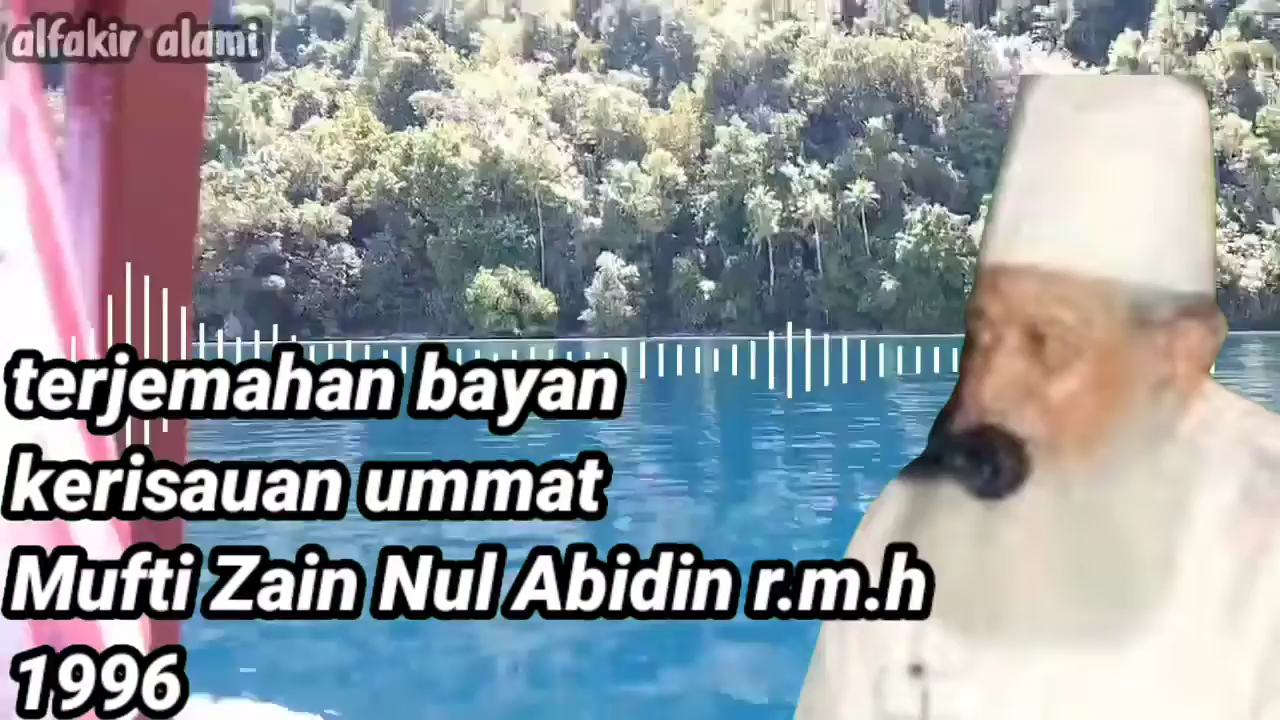 alfakir alami
terjemahan bayan
kerisauan ummat
Mufti Zain Nul Abidin r.m.h
1996